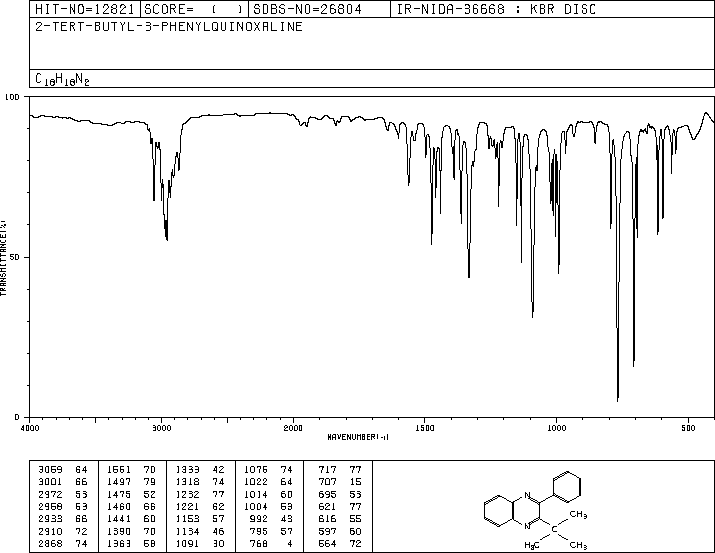 HIT-NO=12821 SCORE= ( ) SDBS-NO=26804 IR-NIDA-36668 : KBR DISC
2-TERT-BUTYL-3-PHENYLQUINOXALINE
C18H18N2
100
50
0
TRANSMITTANCE(%)
4000 3000 2000 1500 1000 500
WAVENUMBER(-1)
3059 64 1561 70 1333 42 1076 74 717 77
3001 66 1497 79 1318 74 1022 64 707 15
2972 53 1475 52 1232 77 1014 60 695 53
2958 53 1460 66 1221 62 1004 53 621 77
2933 66 1441 60 1153 57 992 43 616 55
2910 72 1390 70 1134 46 795 57 597 60
2868 74 1363 58 1091 30 768 4 564 72
N
N
CH3
C
H3C
CH3